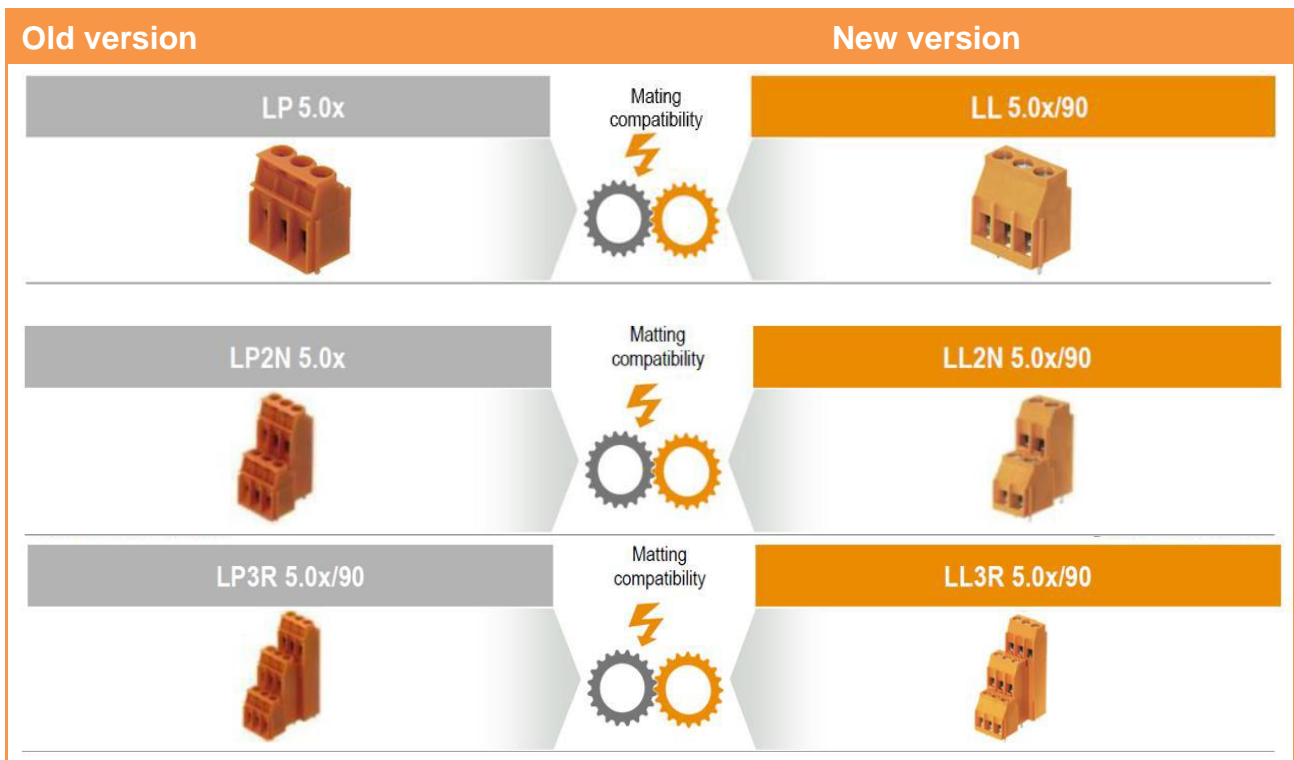 Old version New version
LP 5.0x
Mating
compatibility
LL 5.0x/90
LP2N 5.0x
Matting
compatibility
LL2N 5.0x/90
LP3R 5.0x/90
Matting
compatibility
LL3R 5.0x/90